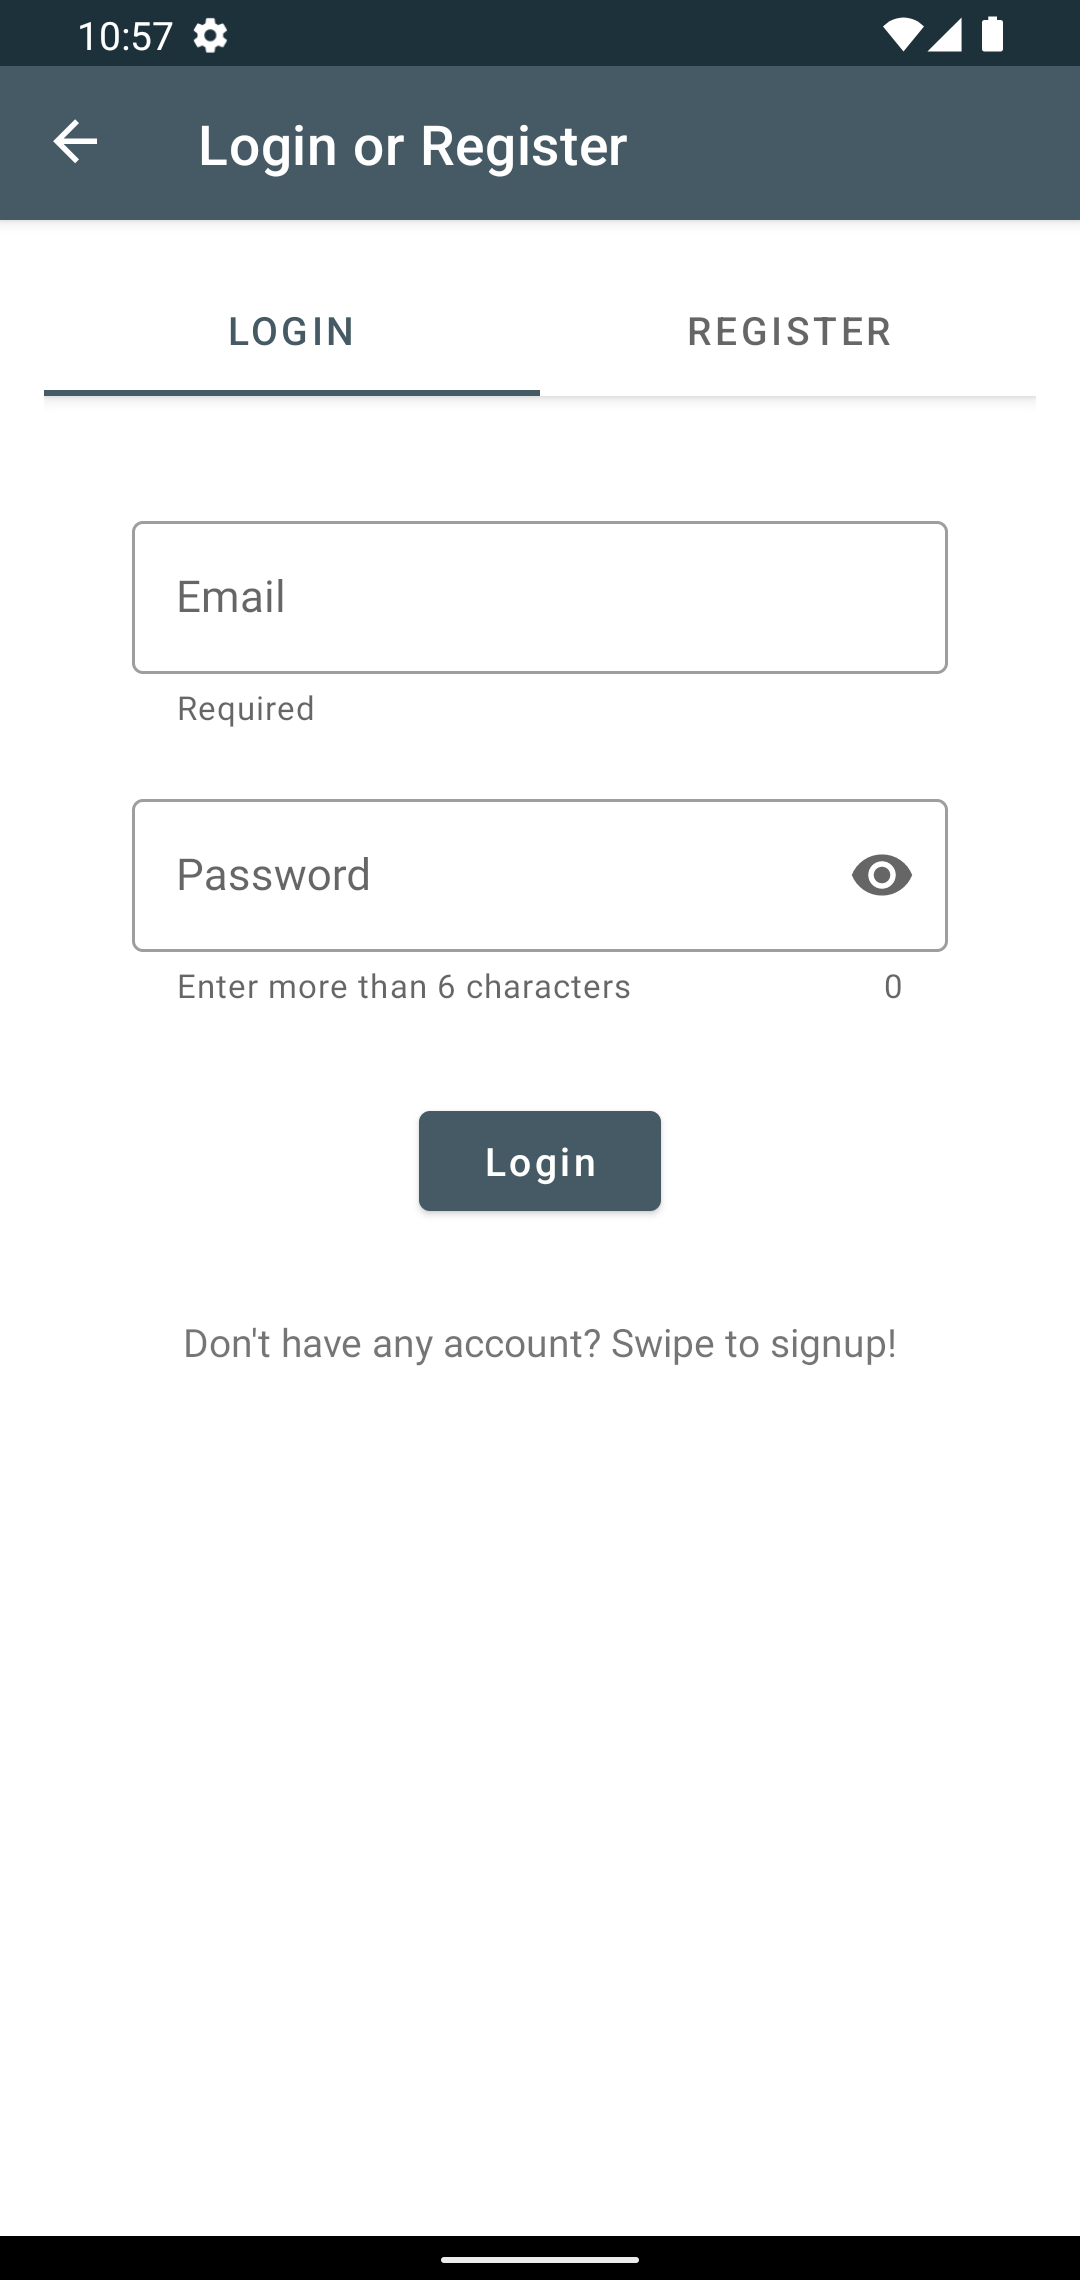 10:57
Login or Register
LOGIN
REGISTER
Email
Required
Password
Enter more than 6 characters
0
Login
Don't have any account? Swipe to signup!